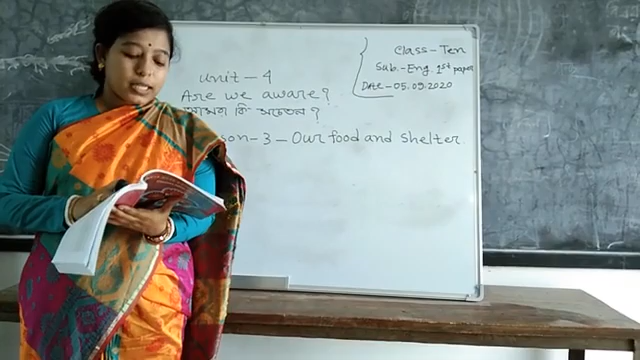 Class - Ten
Sub. - Eng. 1st paper
Date - 05.09.2020
Unit - 4
Are we aware?
কি সচেতন ?
son - 3 - Our food and shelter